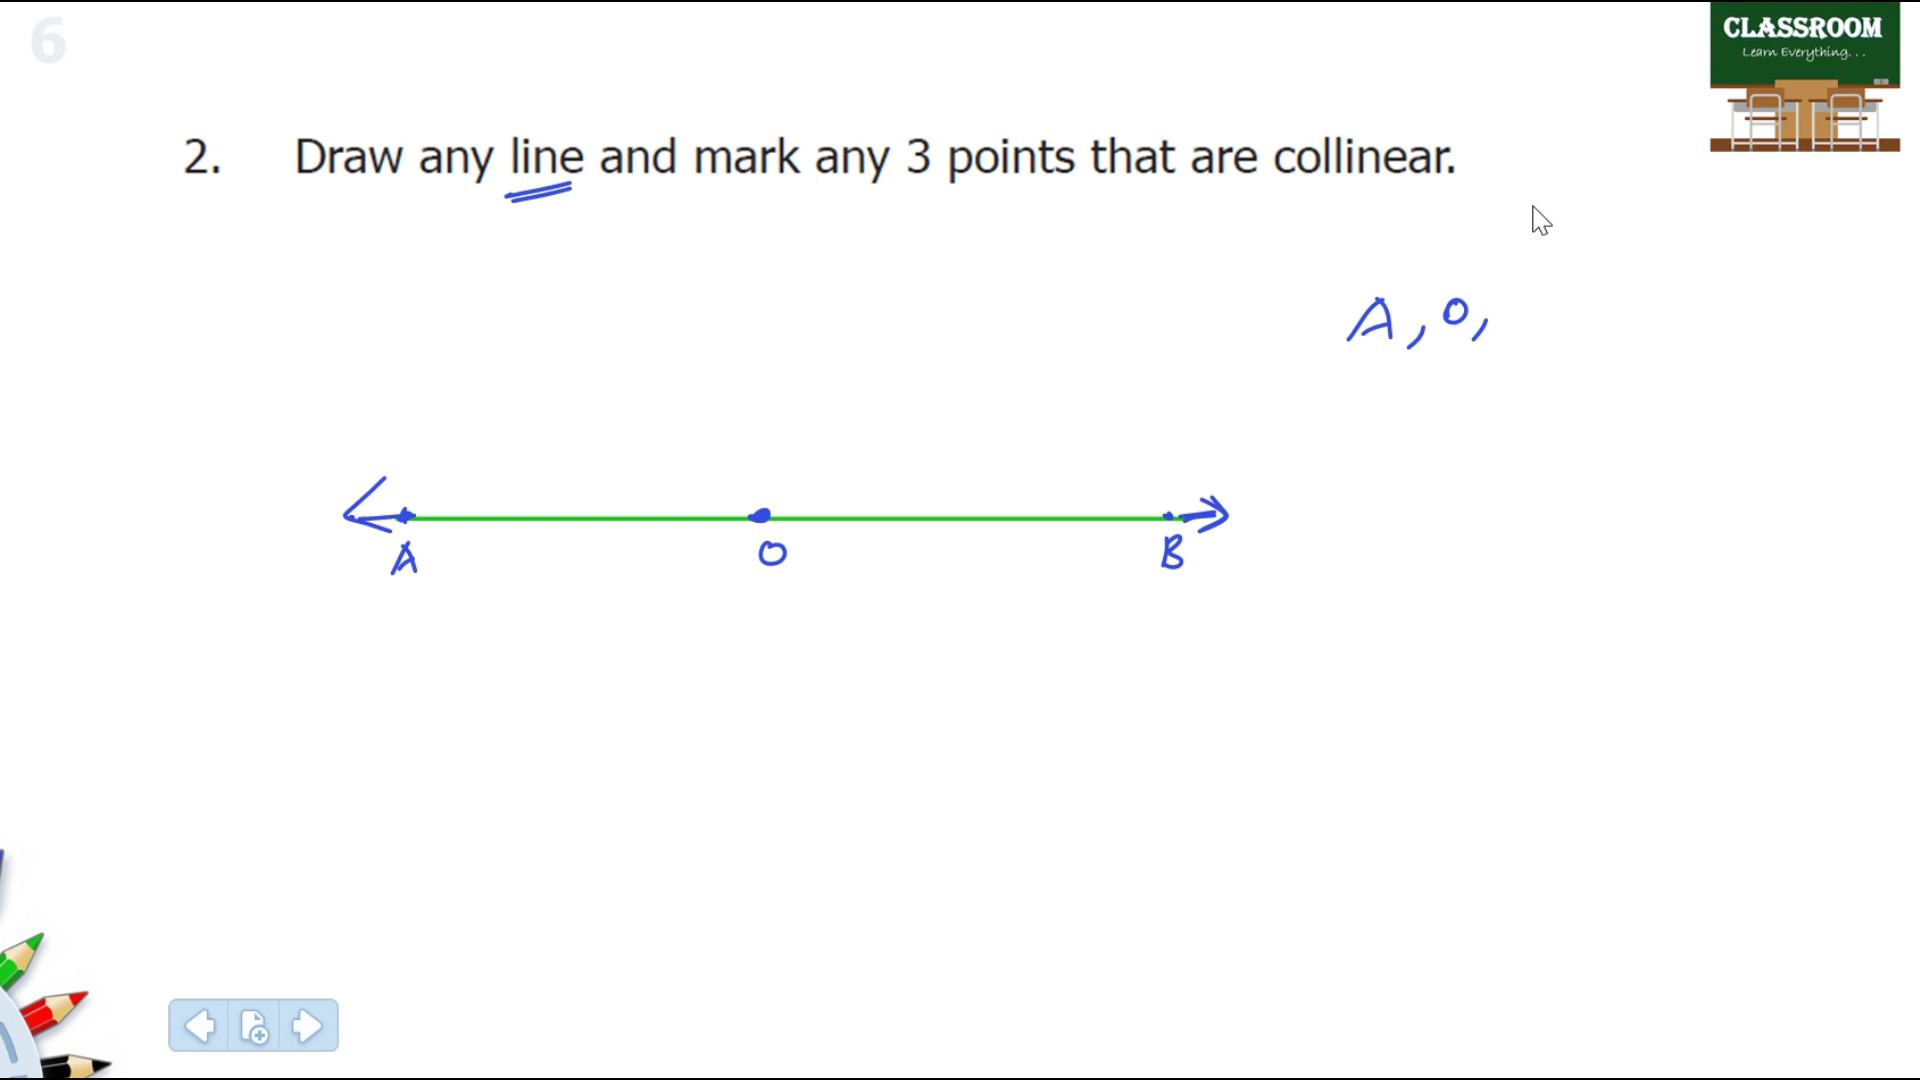 6
CLASSROOM
Learn Everything. . .
2. Draw any line and mark any 3 points that are collinear.
A, O,
A O B